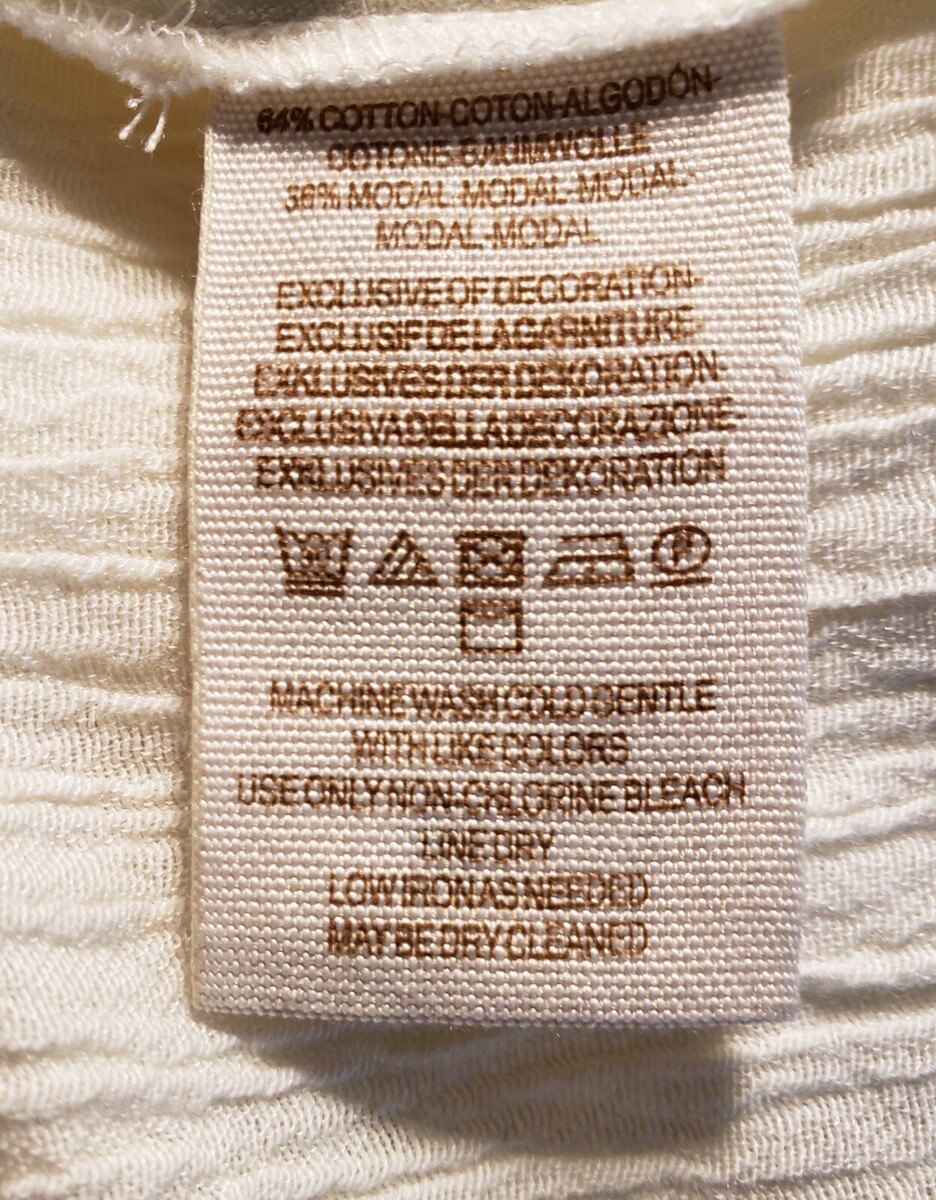 64% COTTON-COTON-ALGODÓN-
COTONE-BAUMWOLLE
36% MODAL-MODAL-MODAL-
MODAL-MODAL
EXCLUSIVE OF DECORATION-
EXCLUSIF DE LA GARNITURE-
EXKLUSIVES DER DEKORATION-
ESCLUSIVA DELLA DECORAZIONE-
EXKLUSIVES DER DEKORATION
MACHINE WASH COLD GENTLE
WITH LIKE COLORS
USE ONLY NON-CHLORINE BLEACH
LINE DRY
LOW IRON AS NEEDED
MAY BE DRY CLEANED